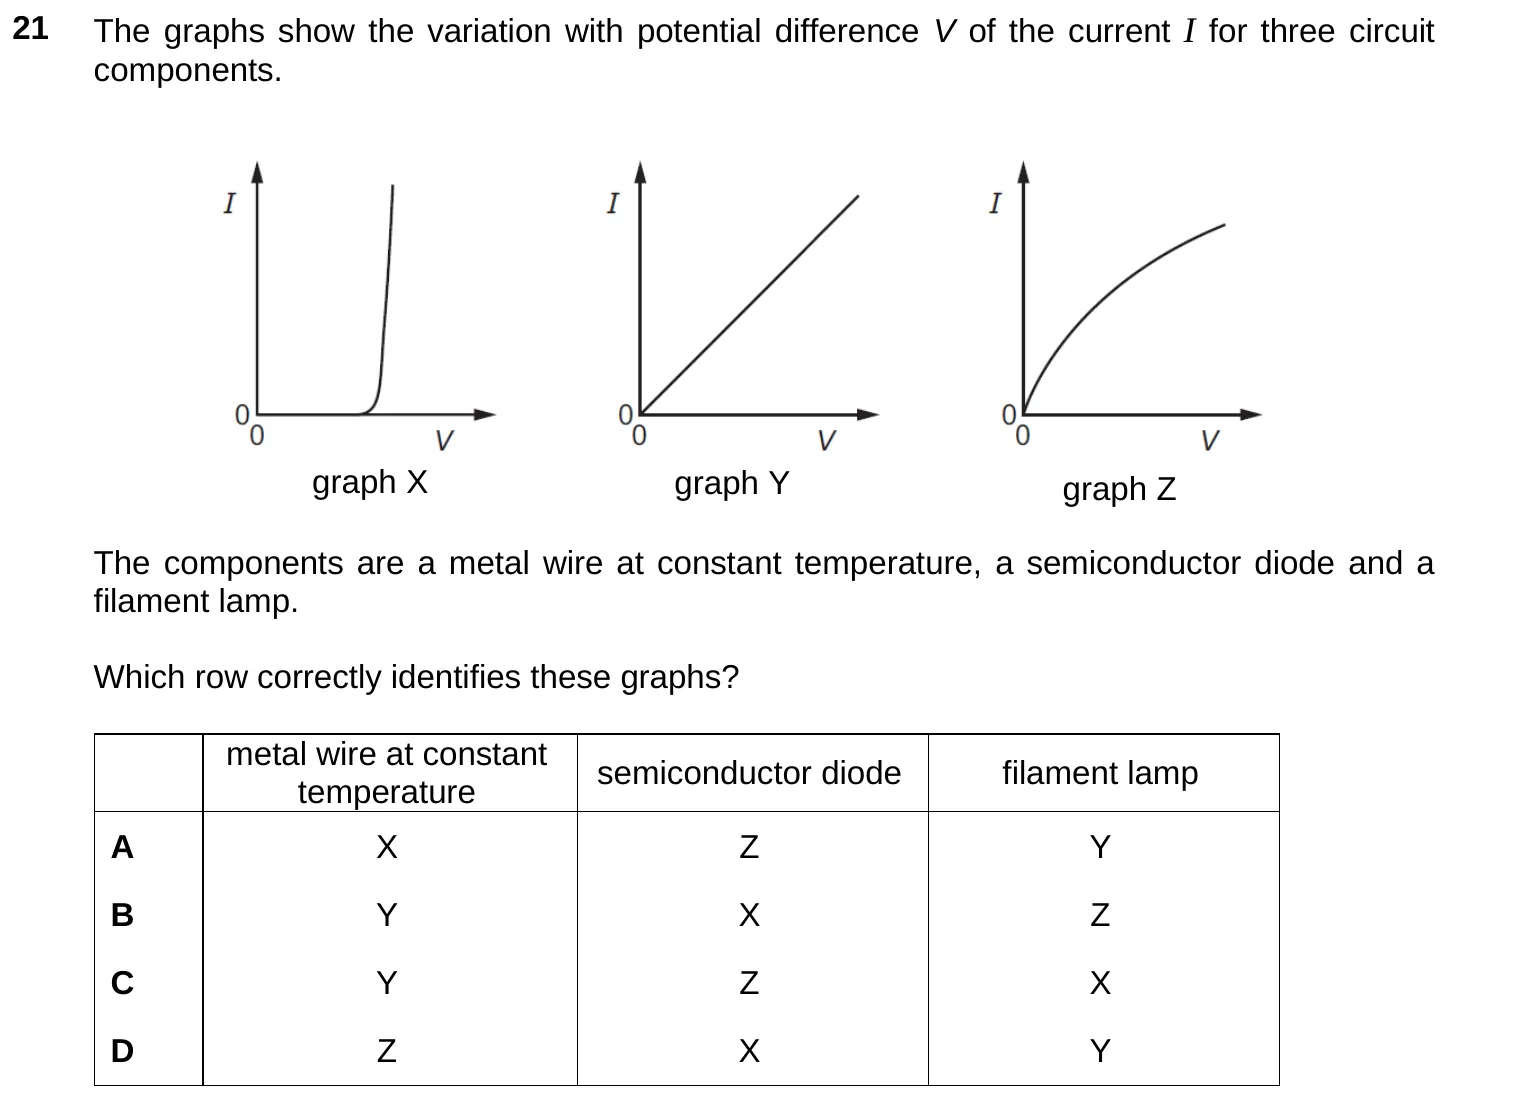 21 The graphs show the variation with potential difference V of the current I for three circuit
components.
I I I
0 0 0
0 V 0 V 0 V
graph X graph Y graph Z
The components are a metal wire at constant temperature, a semiconductor diode and a
filament lamp.
Which row correctly identifies these graphs?
metal wire at constant
temperature semiconductor diode filament lamp
A X Z Y
B Y X Z
C Y Z X
D Z X Y